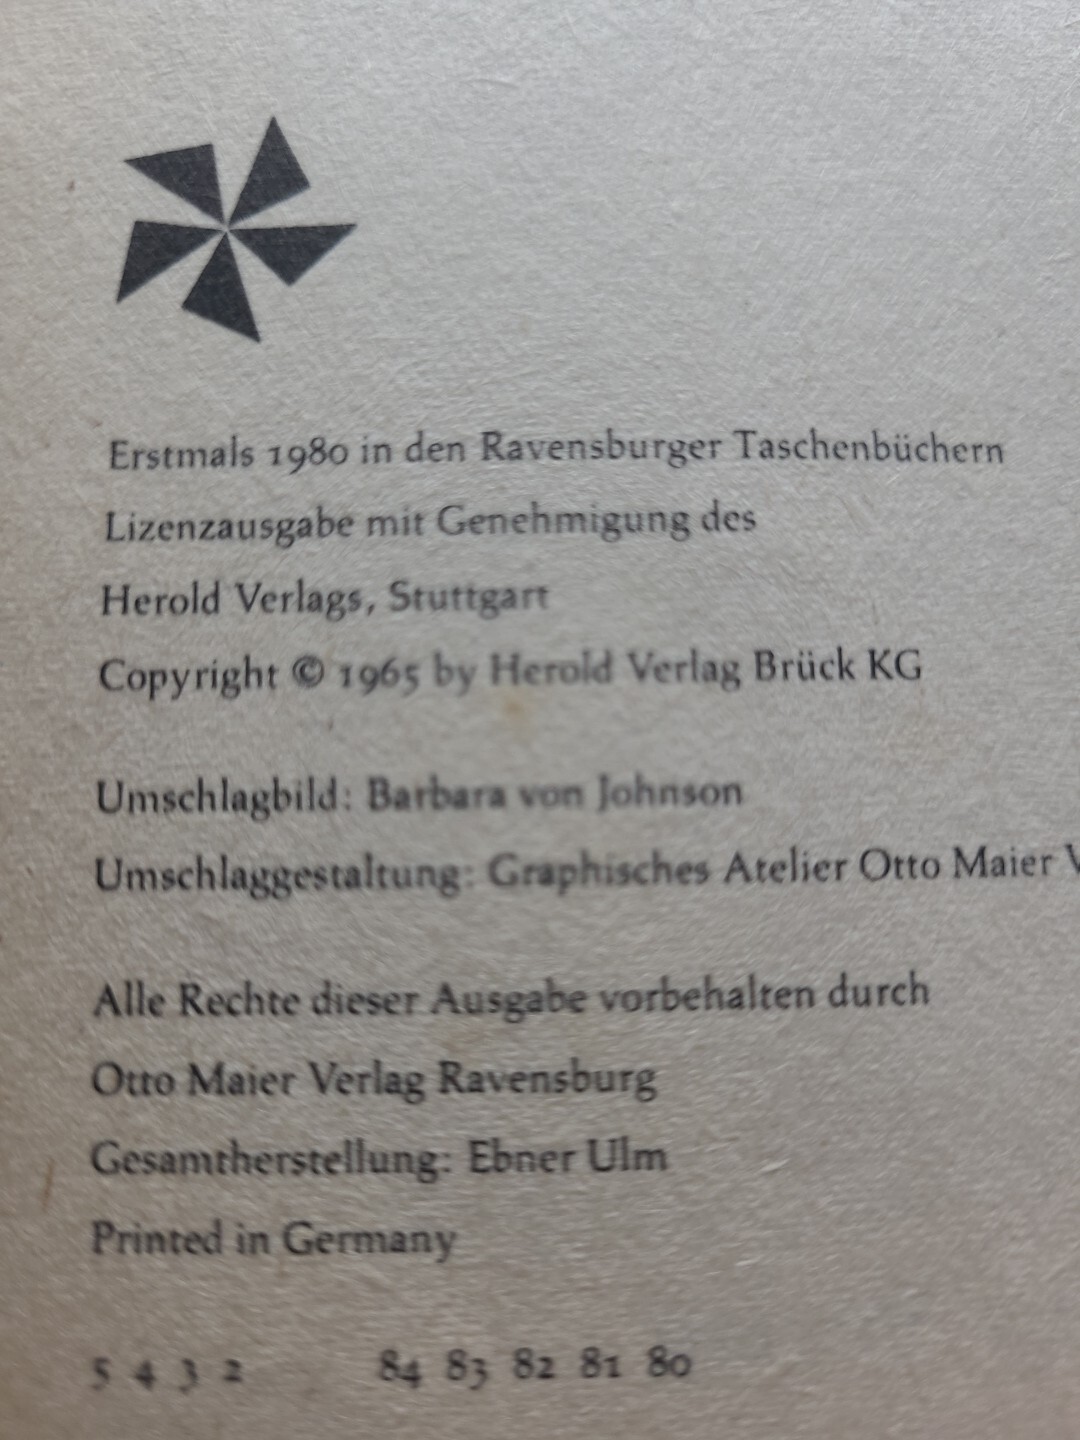 Erstmals 1980 in den Ravensburger Taschenbüchern
Lizenzausgabe mit Genehmigung des
Herold Verlags, Stuttgart
Copyright © 1965 by Herold Verlag Brück KG
Umschlagbild: Barbara von Johnson
Umschlaggestaltung: Graphisches Atelier Otto Maier
Alle Rechte dieser Ausgabe vorbehalten durch
Otto Maier Verlag Ravensburg
Gesamtherstellung: Ebner Ulm
Printed in Germany
5 4 3 2 84 83 82 81 80